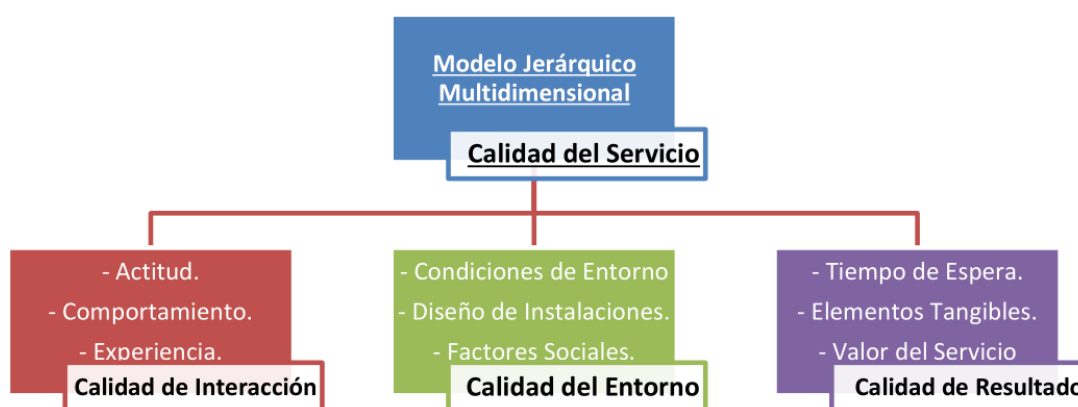 Modelo Jerárquico
Multidimensional
Calidad del Servicio
- Actitud.
- Comportamiento.
- Experiencia.
Calidad de Interacción
- Condiciones de Entorno
- Diseño de Instalaciones.
- Factores Sociales.
Calidad del Entorno
- Tiempo de Espera.
- Elementos Tangibles.
- Valor del Servicio
Calidad de Resultado